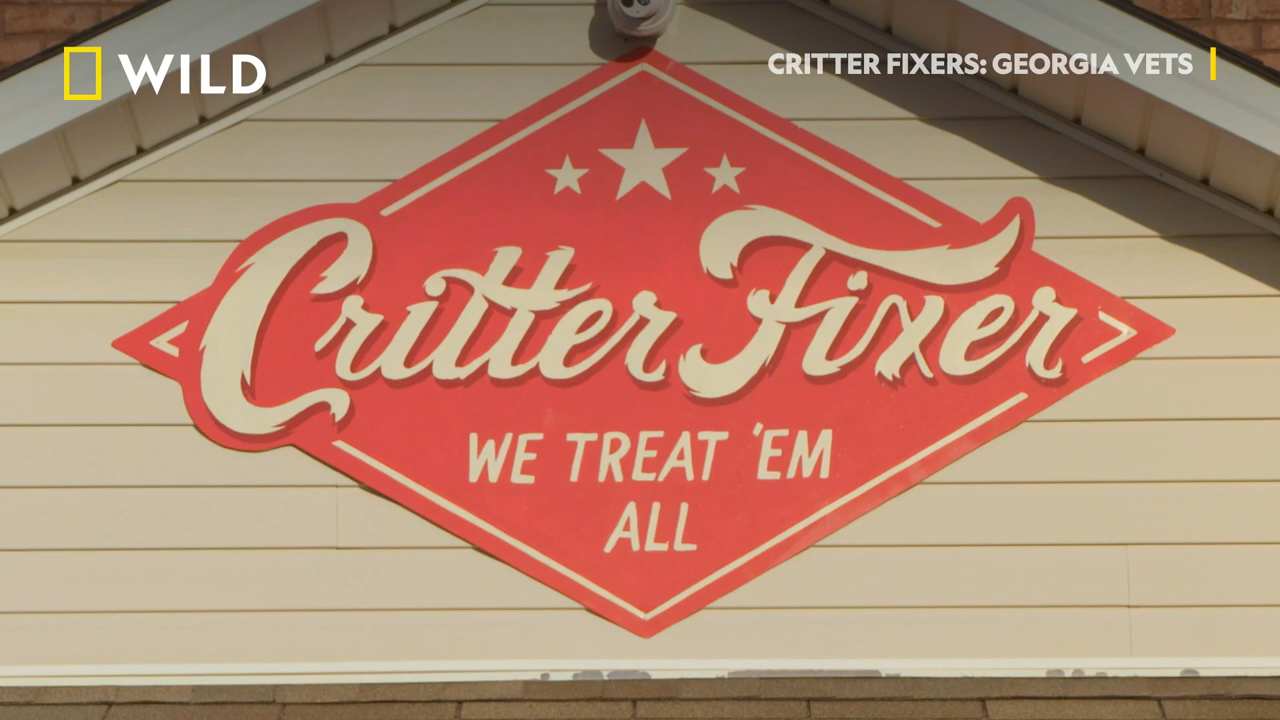 WILD
CRITTER FIXERS: GEORGIA VETS
Critter Fixer
WE TREAT 'EM
ALL